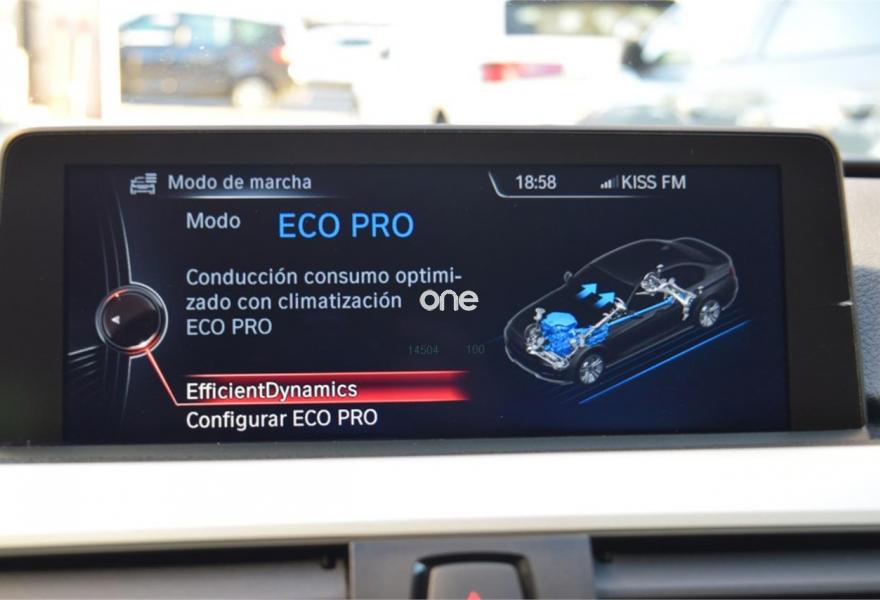 Modo de marcha
18:58
KISS FM
Modo ECO PRO
Conducción consumo optimi-
zado con climatización
ECO PRO
one
14504 100
EfficientDynamics
Configurar ECO PRO